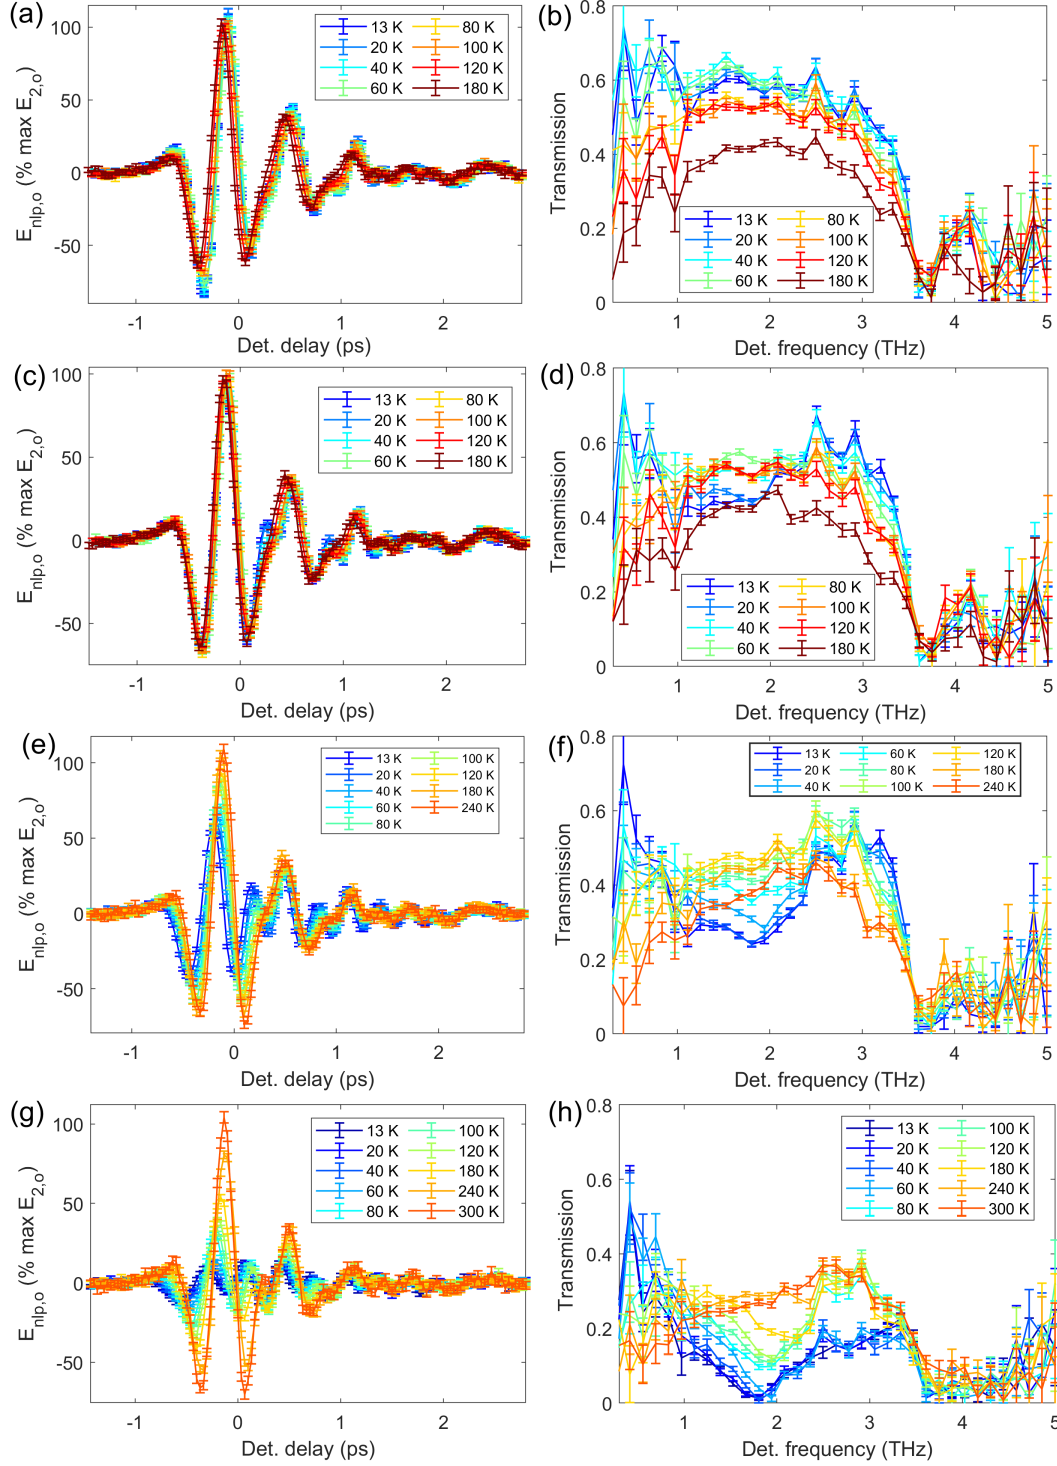 (a)
E_nlp,o (% max E_2,o)
100
50
0
-50
13 K 80 K
20 K 100 K
40 K 120 K
60 K 180 K
-1 0 1 2
Det. delay (ps)
(b)
Transmission
0.8
0.6
0.4
0.2
0
13 K 80 K
20 K 100 K
40 K 120 K
60 K 180 K
1 2 3 4 5
Det. frequency (THz)
(c)
E_nlp,o (% max E_2,o)
100
50
0
-50
13 K 80 K
20 K 100 K
40 K 120 K
60 K 180 K
-1 0 1 2
Det. delay (ps)
(d)
Transmission
0.8
0.6
0.4
0.2
0
13 K 80 K
20 K 100 K
40 K 120 K
60 K 180 K
1 2 3 4 5
Det. frequency (THz)
(e)
E_nlp,o (% max E_2,o)
100
50
0
-50
13 K 100 K
20 K 120 K
40 K 180 K
60 K 240 K
80 K
-1 0 1 2
Det. delay (ps)
(f)
Transmission
0.8
0.6
0.4
0.2
0
13 K 60 K 120 K
20 K 80 K 180 K
40 K 100 K 240 K
1 2 3 4 5
Det. frequency (THz)
(g)
E_nlp,o (% max E_2,o)
100
50
0
-50
13 K 100 K
20 K 120 K
40 K 180 K
60 K 240 K
80 K 300 K
-1 0 1 2
Det. delay (ps)
(h)
Transmission
0.8
0.6
0.4
0.2
0
13 K 100 K
20 K 120 K
40 K 180 K
60 K 240 K
80 K 300 K
1 2 3 4 5
Det. frequency (THz)